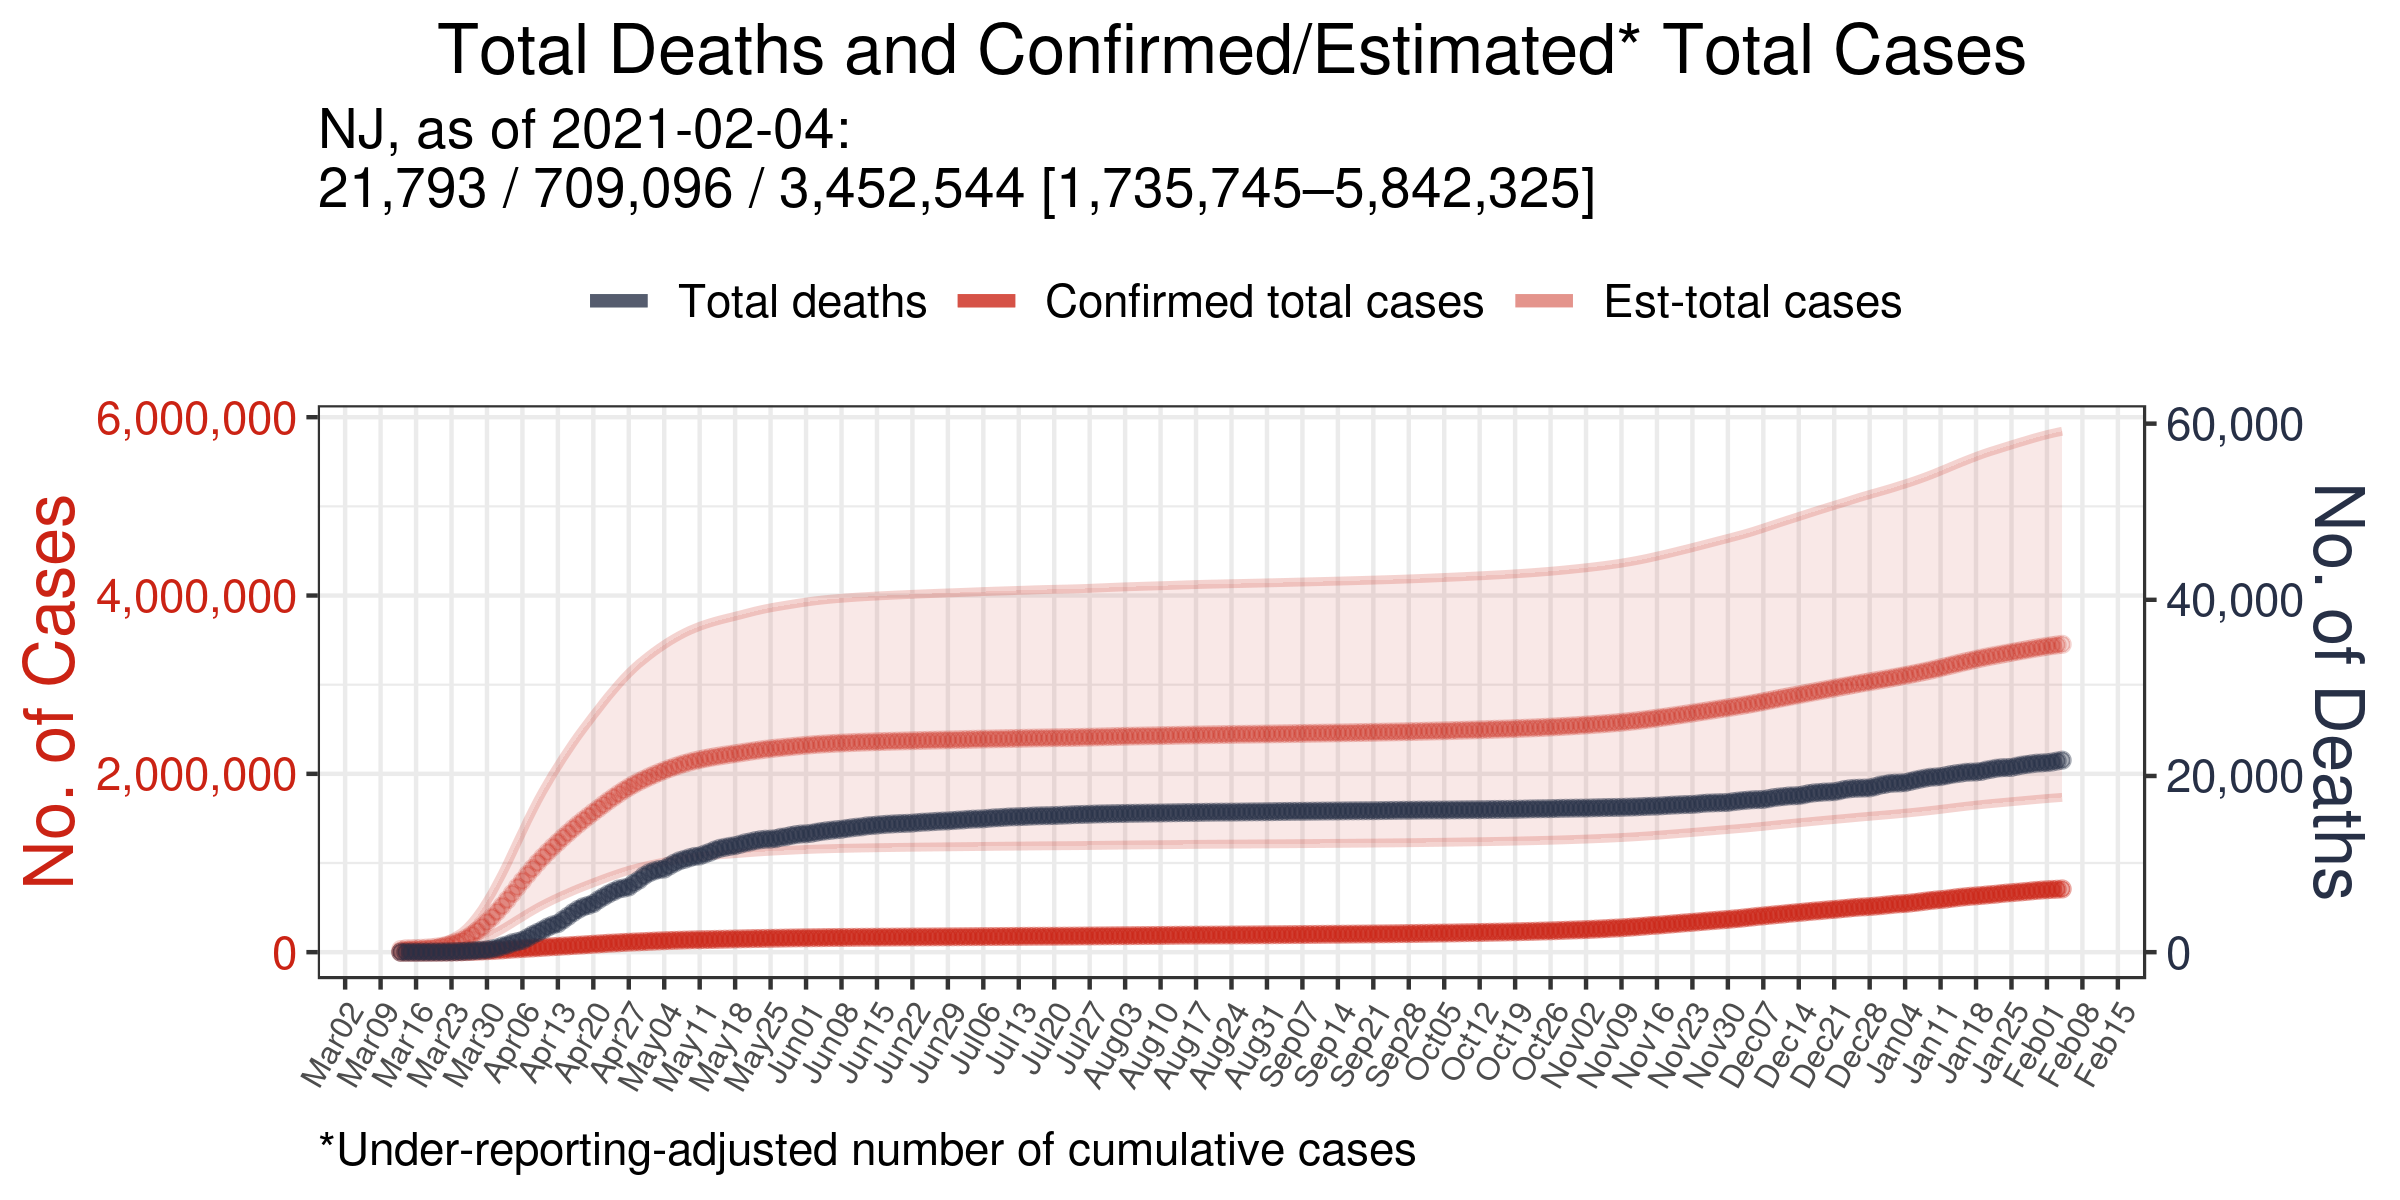 Total Deaths and Confirmed/Estimated* Total Cases
NJ, as of 2021-02-04:
21,793 / 709,096 / 3,452,544 [1,735,745–5,842,325]
Total deaths
Confirmed total cases
Est-total cases
No. of Cases
6,000,000
4,000,000
2,000,000
0
60,000
40,000
20,000
0
No. of Deaths
Mar02
Mar09
Mar16
Mar23
Mar30
Apr06
Apr13
Apr20
Apr27
May04
May11
May18
May25
Jun01
Jun08
Jun15
Jun22
Jun29
Jul06
Jul13
Jul20
Jul27
Aug03
Aug10
Aug17
Aug24
Aug31
Sep07
Sep14
Sep21
Sep28
Oct05
Oct12
Oct19
Oct26
Nov02
Nov09
Nov16
Nov23
Nov30
Dec07
Dec14
Dec21
Dec28
Jan04
Jan11
Jan18
Jan25
Feb01
Feb08
Feb15
*Under-reporting-adjusted number of cumulative cases